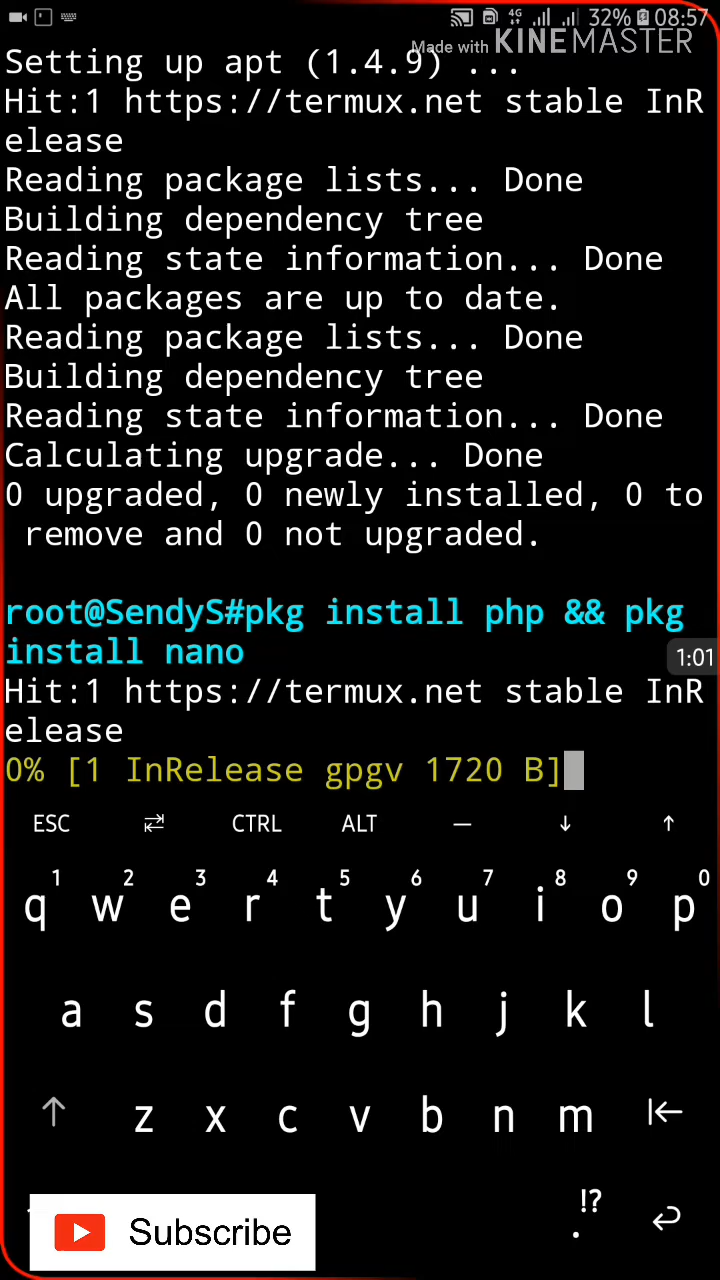 32% 08:57
Made with KINEMASTER
Setting up apt (1.4.9) ...
Hit:1 https://termux.net stable InR
elease
Reading package lists... Done
Building dependency tree
Reading state information... Done
All packages are up to date.
Reading package lists... Done
Building dependency tree
Reading state information... Done
Calculating upgrade... Done
0 upgraded, 0 newly installed, 0 to
remove and 0 not upgraded.
root@SendyS#pkg install php && pkg
install nano
1:01
Hit:1 https://termux.net stable InR
elease
0% [1 InRelease gpgv 1720 B]
ESC CTRL ALT — ↓ ↑
1 2 3 4 5 6 7 8 9 0
q w e r t y u i o p
a s d f g h j k l
z x c v b n m
!?
.
Subscribe